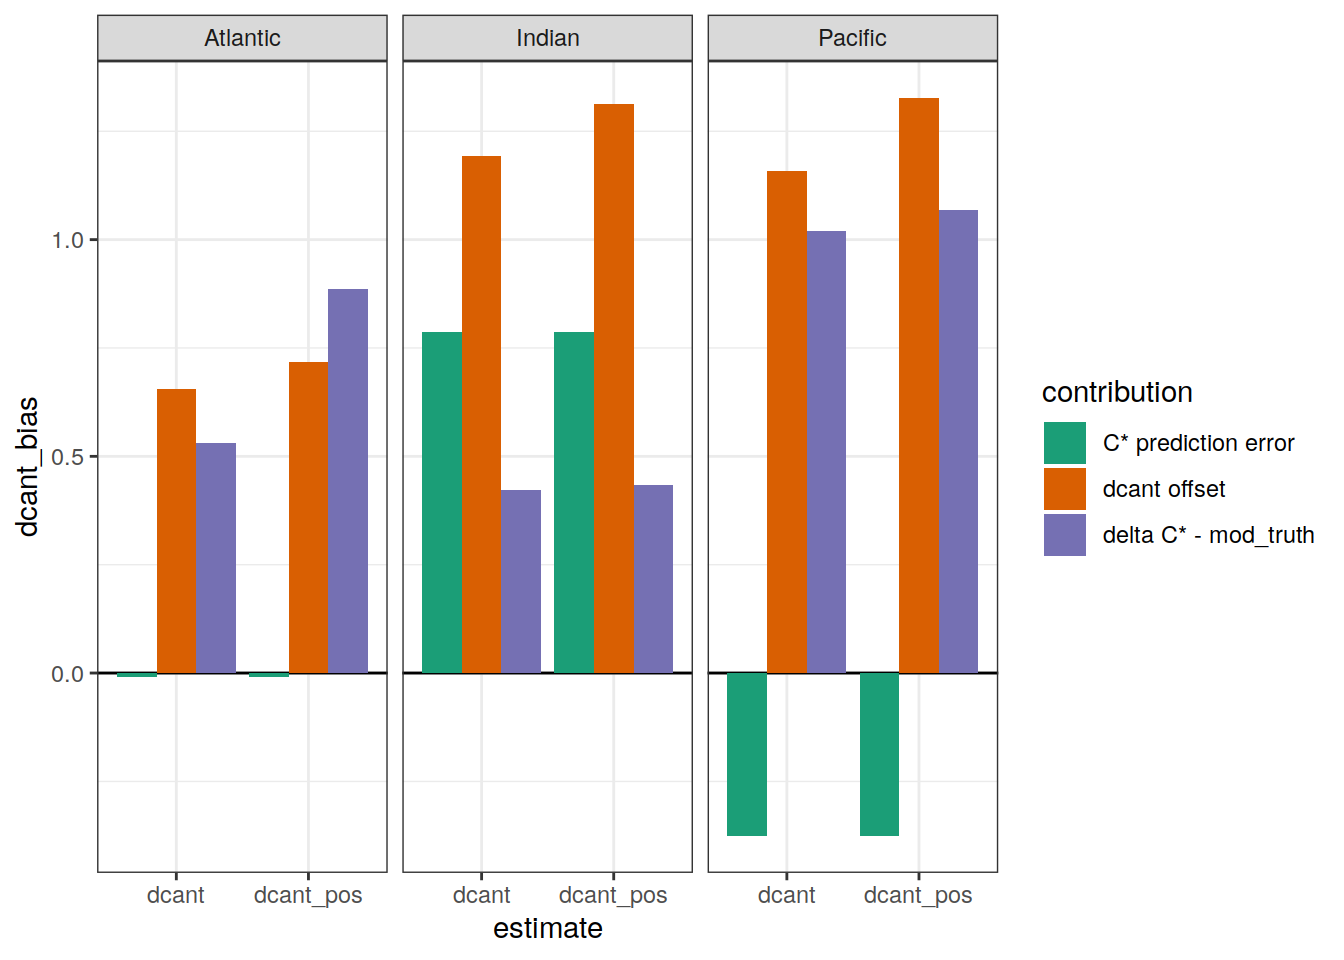 Atlantic
Indian
Pacific
1.0
0.5
0.0
dcant_bias
dcant
dcant_pos
dcant
dcant_pos
dcant
dcant_pos
estimate
contribution
C* prediction error
dcant offset
delta C* - mod_truth